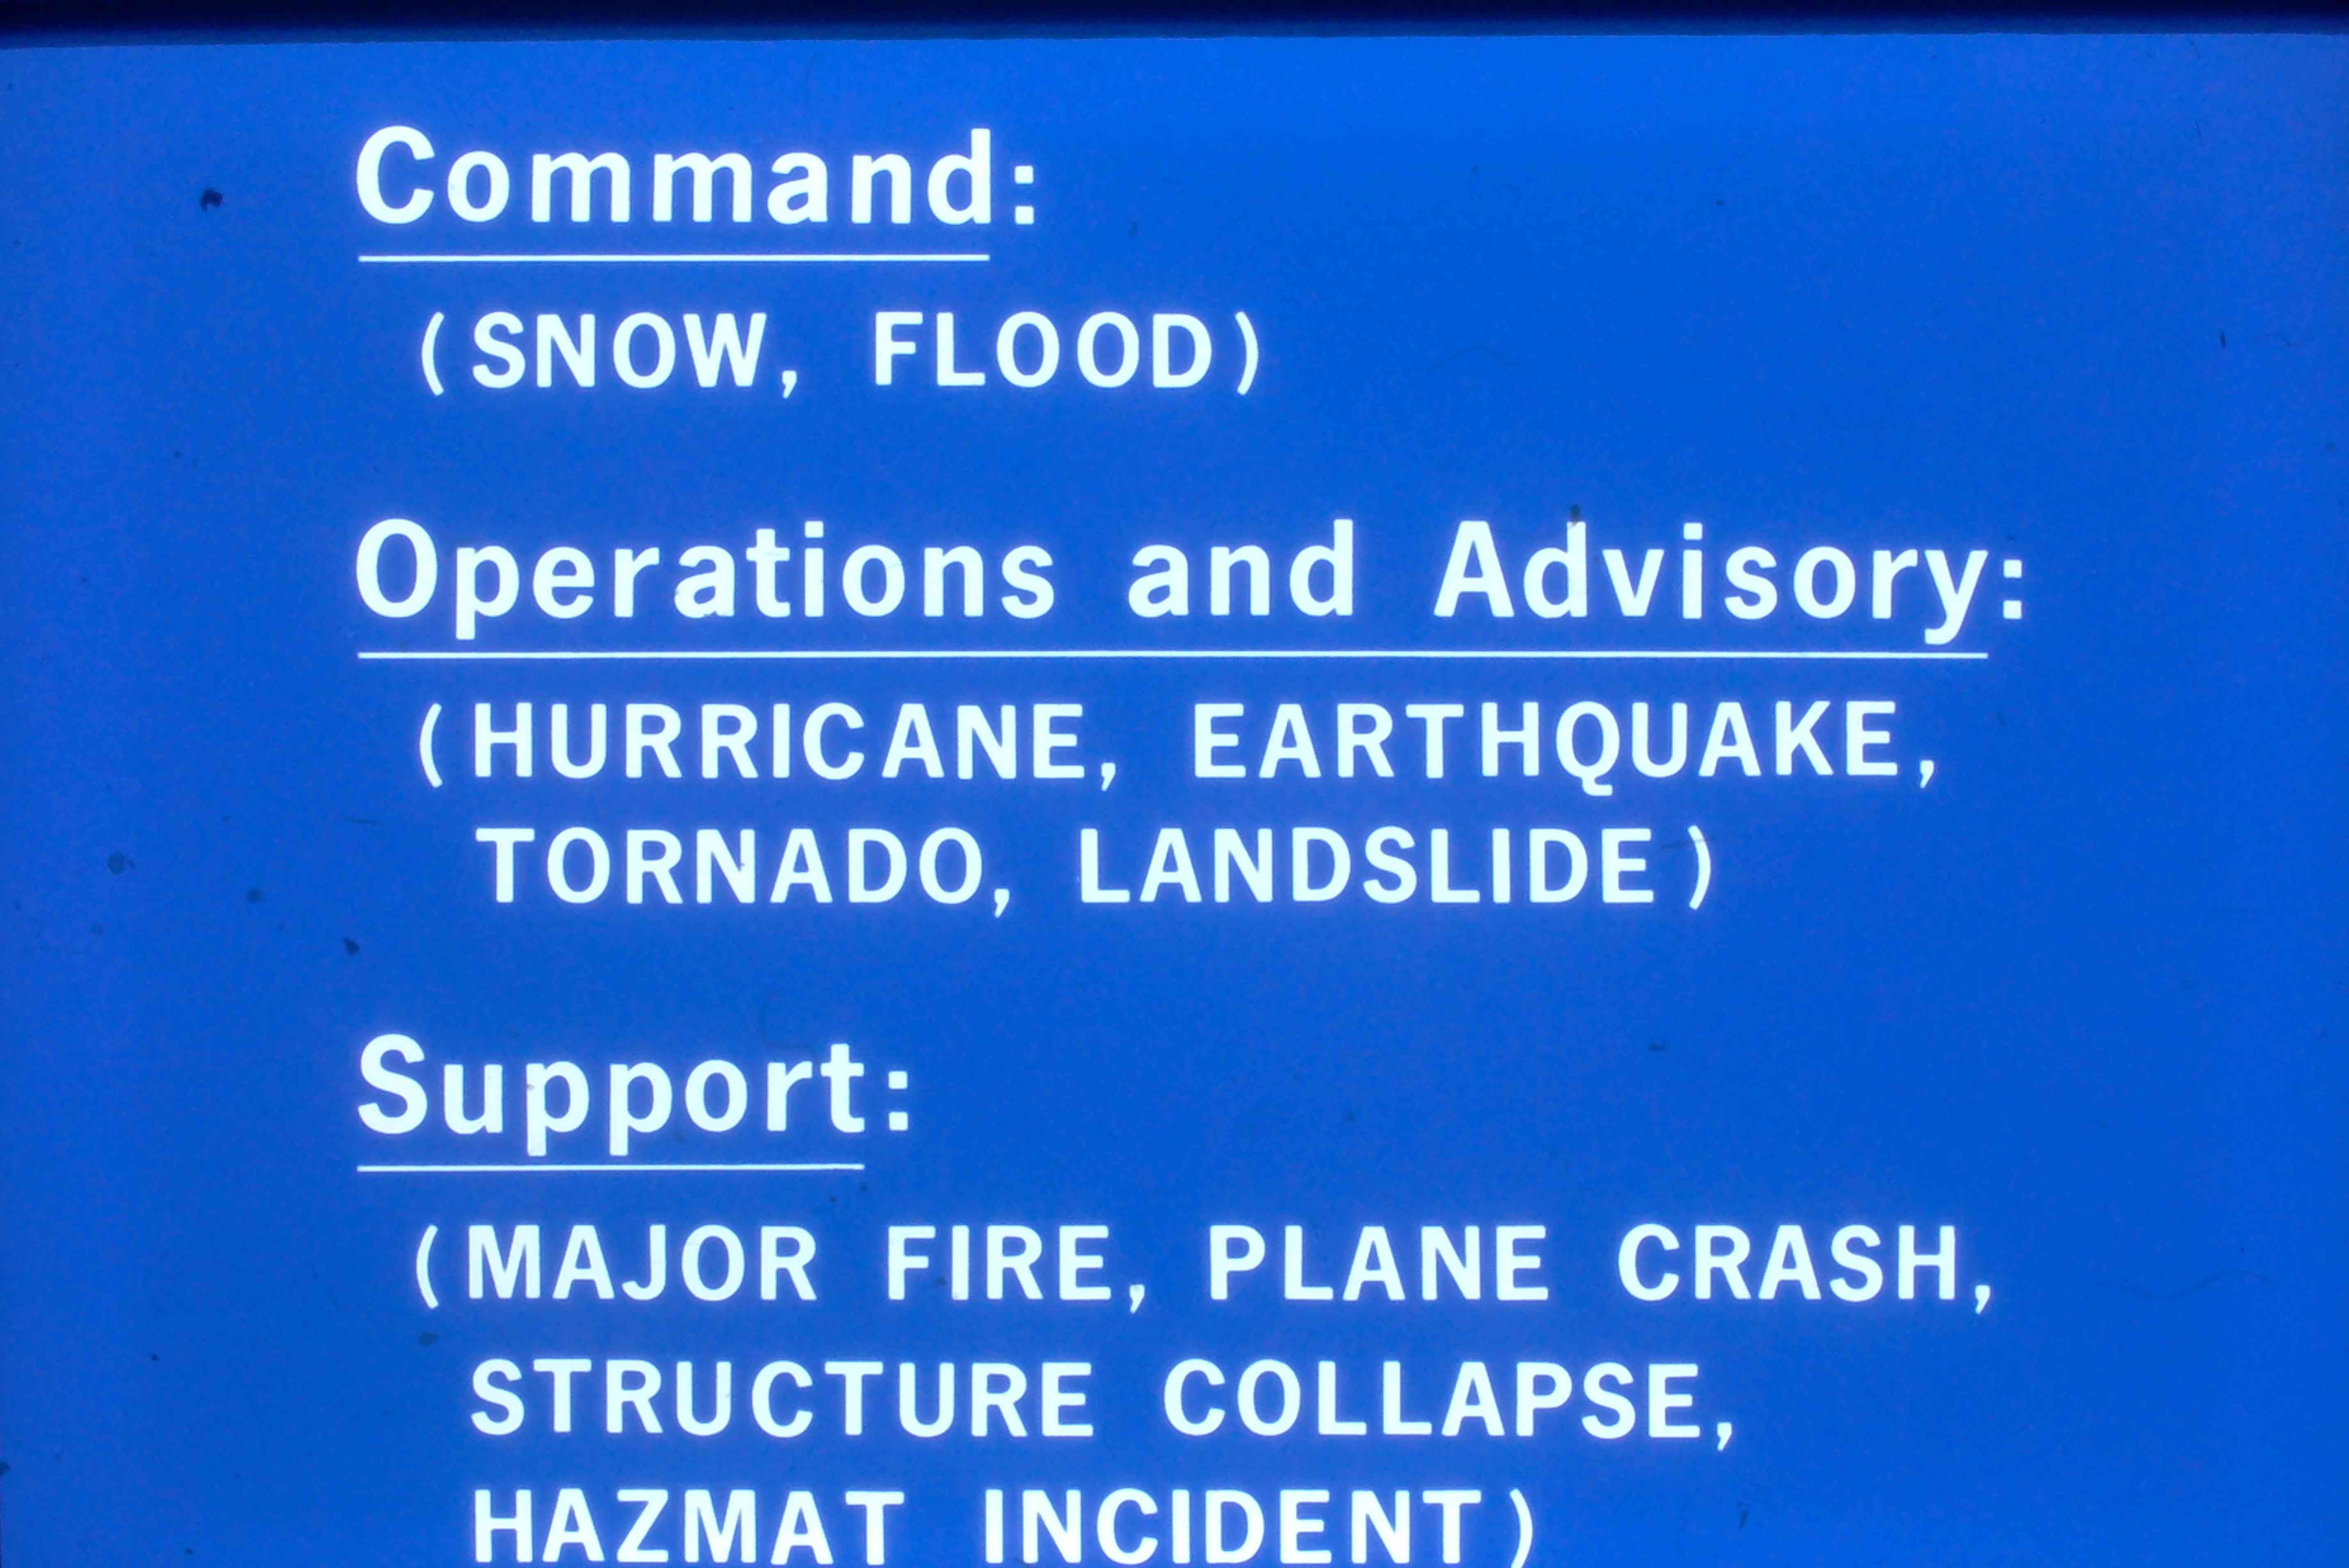 Command:
(SNOW, FLOOD)
Operations and Advisory:
(HURRICANE, EARTHQUAKE,
TORNADO, LANDSLIDE)
Support:
(MAJOR FIRE, PLANE CRASH,
STRUCTURE COLLAPSE,
HAZMAT INCIDENT)